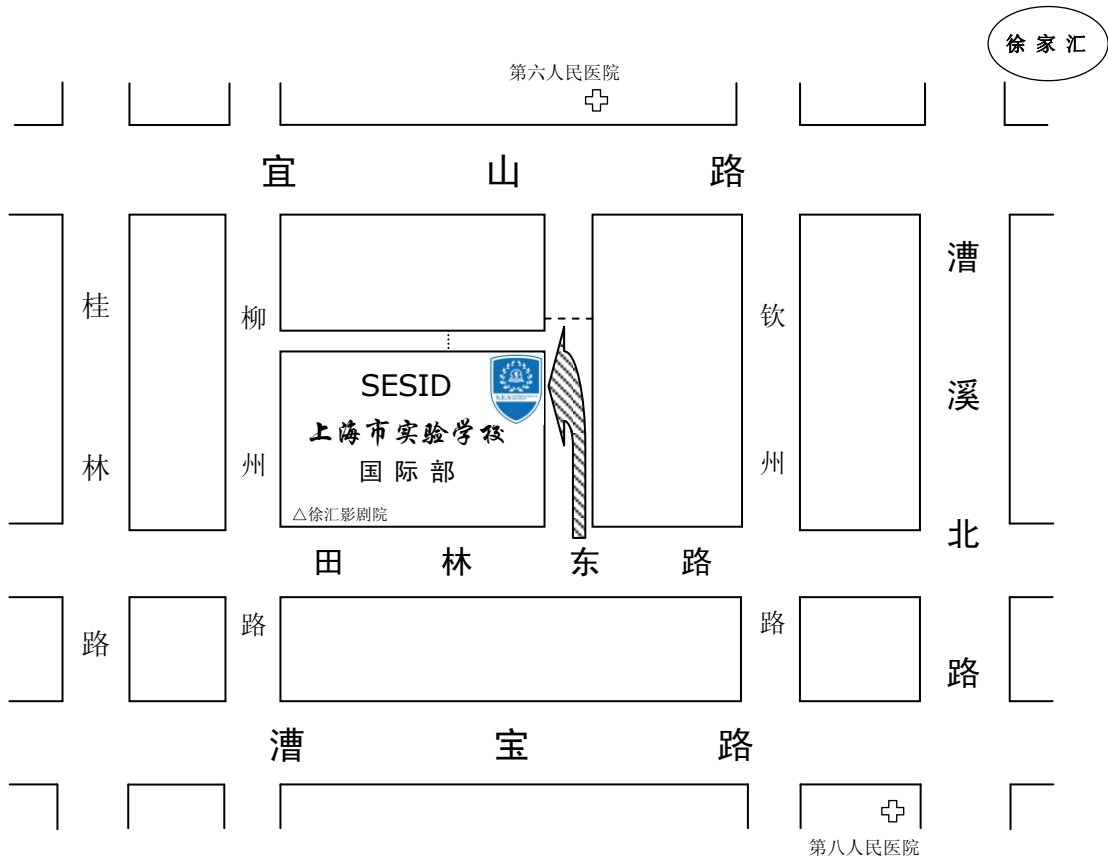 徐家汇
第六人民医院
宜山路
桂林路
柳州路
钦州路
漕溪北路
SESID
上海市实验学校
国际部
△徐汇影剧院
田林东路
漕宝路
第八人民医院